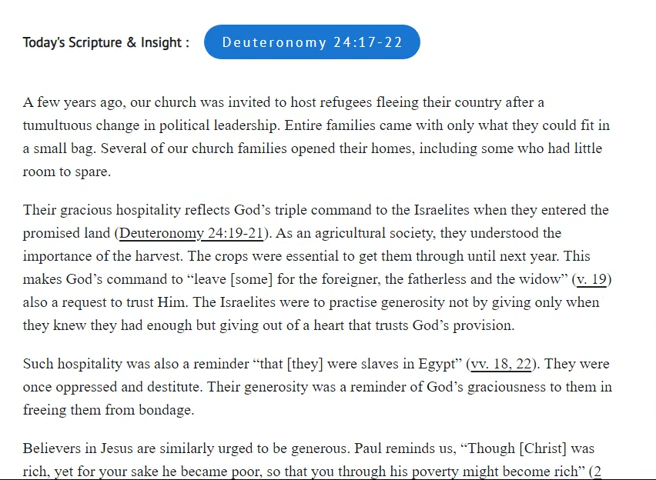 Today's Scripture & Insight :
Deuteronomy 24:17-22
A few years ago, our church was invited to host refugees fleeing their country after a
tumultuous change in political leadership. Entire families came with only what they could fit in
a small bag. Several of our church families opened their homes, including some who had little
room to spare.
Their gracious hospitality reflects God’s triple command to the Israelites when they entered the
promised land (Deuteronomy 24:19-21). As an agricultural society, they understood the
importance of the harvest. The crops were essential to get them through until next year. This
makes God’s command to “leave [some] for the foreigner, the fatherless and the widow” (v. 19)
also a request to trust Him. The Israelites were to practise generosity not by giving only when
they knew they had enough but giving out of a heart that trusts God’s provision.
Such hospitality was also a reminder “that [they] were slaves in Egypt” (vv. 18, 22). They were
once oppressed and destitute. Their generosity was a reminder of God’s graciousness to them in
freeing them from bondage.
Believers in Jesus are similarly urged to be generous. Paul reminds us, “Though [Christ] was
rich, yet for your sake he became poor, so that you through his poverty might become rich” (2